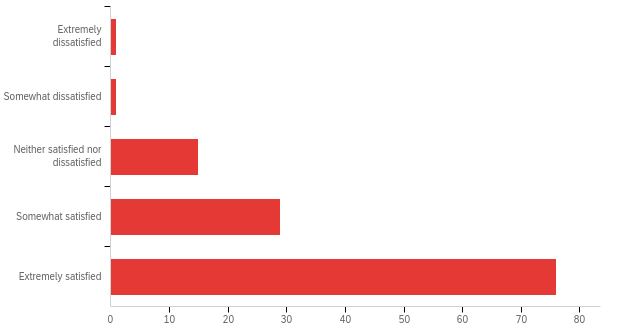 Extremely
dissatisfied
Somewhat dissatisfied
Neither satisfied nor
dissatisfied
Somewhat satisfied
Extremely satisfied
0 10 20 30 40 50 60 70 80